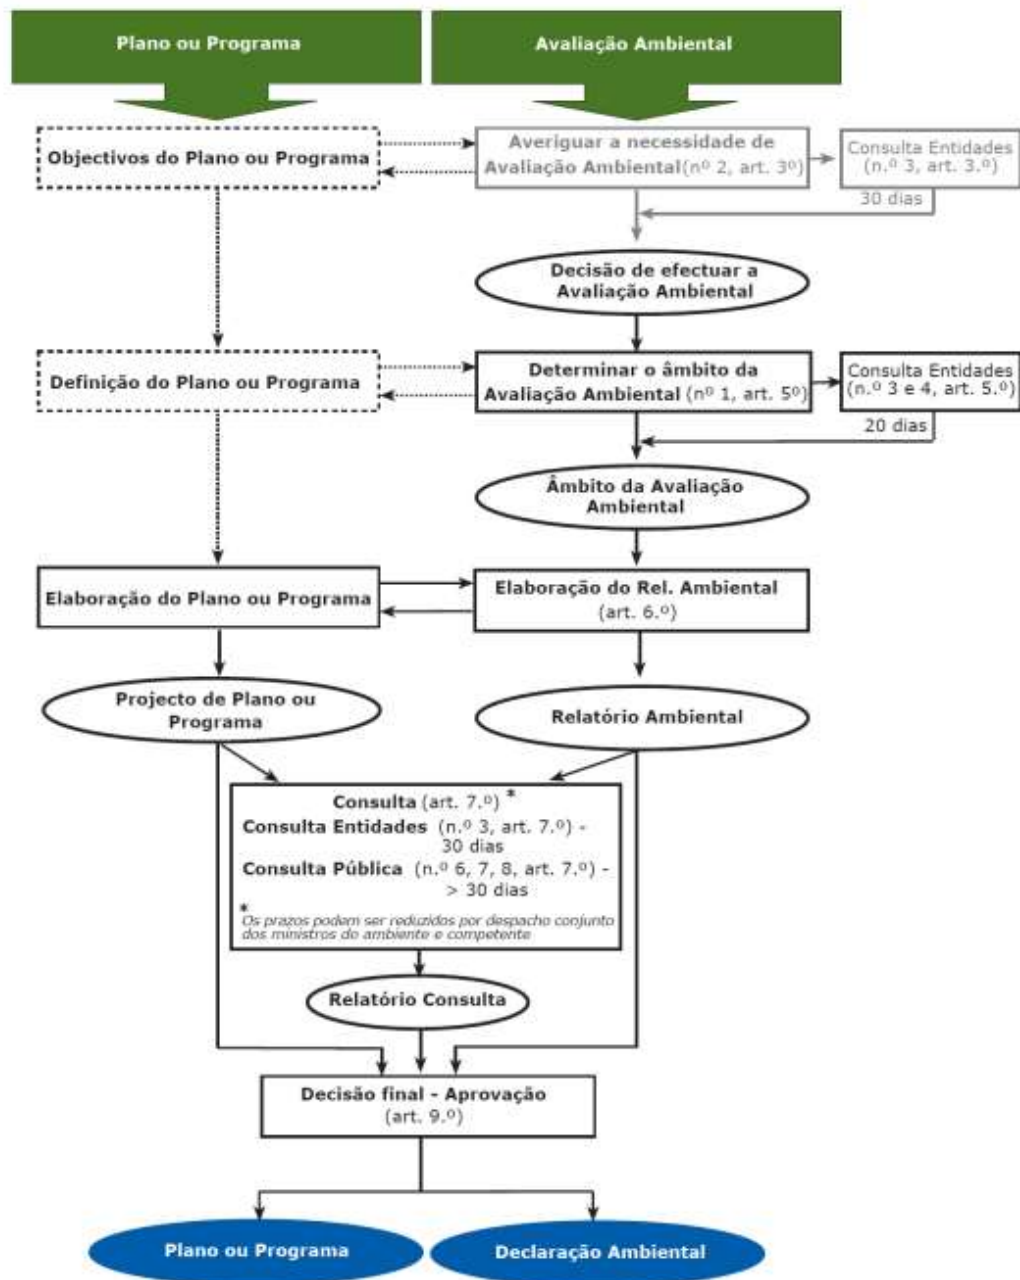 Plano ou Programa
Avaliação Ambiental
Objectivos do Plano ou Programa
Averiguar a necessidade de
Avaliação Ambiental(nº 2, art. 3º)
Consulta Entidades
(n.º 3, art. 3.º)
30 dias
Decisão de efectuar a
Avaliação Ambiental
Definição do Plano ou Programa
Determinar o âmbito da
Avaliação Ambiental (nº 1, art. 5º)
Consulta Entidades
(n.º 3 e 4, art. 5.º)
20 dias
Âmbito da Avaliação
Ambiental
Elaboração do Plano ou Programa
Elaboração do Rel. Ambiental
(art. 6.º)
Projecto de Plano ou
Programa
Relatório Ambiental
Consulta (art. 7.º) *
Consulta Entidades (n.º 3, art. 7.º) -
30 dias
Consulta Pública (n.º 6, 7, 8, art. 7.º) -
> 30 dias
*
Os prazos podem ser reduzidos por despacho conjunto
dos ministros do ambiente e competente
Relatório Consulta
Decisão final - Aprovação
(art. 9.º)
Plano ou Programa
Declaração Ambiental